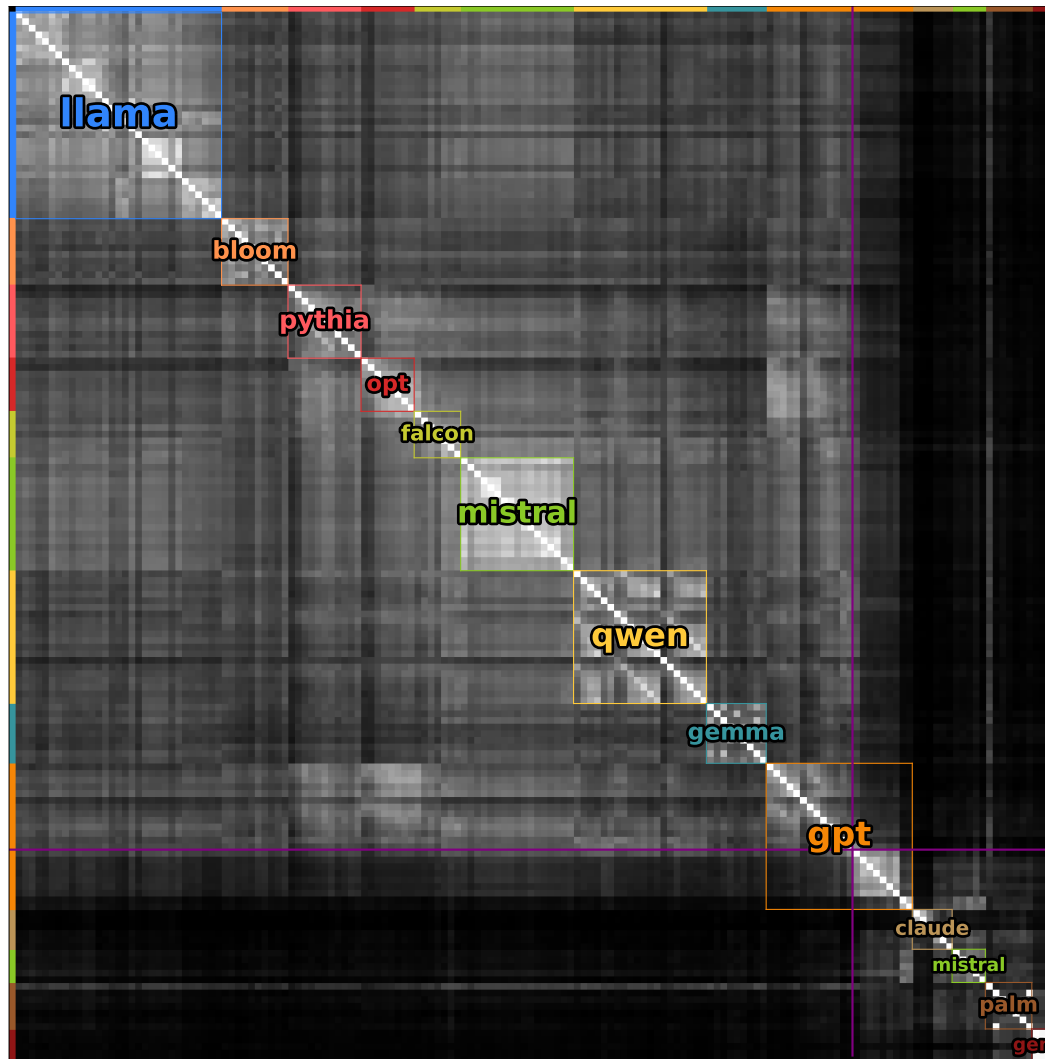 llama
bloom
pythia
opt
falcon
mistral
qwen
gemma
gpt
claude
mistral
palm